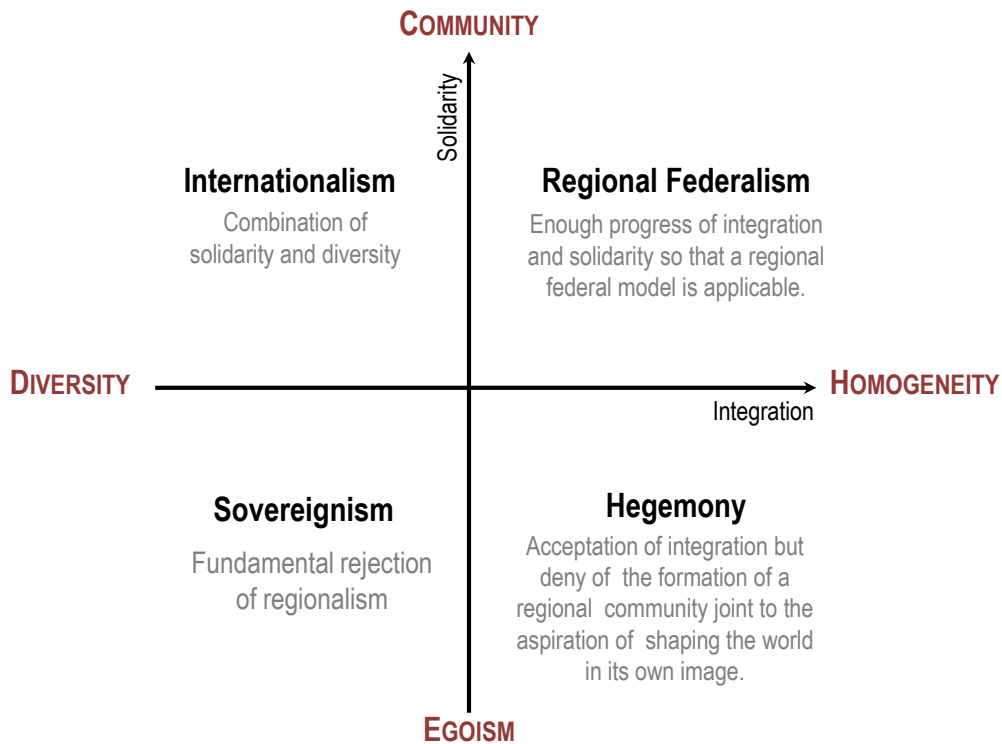 COMMUNITY
Solidarity
Internationalism
Combination of
solidarity and diversity
Regional Federalism
Enough progress of integration
and solidarity so that a regional
federal model is applicable.
DIVERSITY
HOMOGENEITY
Integration
Sovereignism
Fundamental rejection
of regionalism
Hegemony
Acceptation of integration but
deny of the formation of a
regional community joint to the
aspiration of shaping the world
in its own image.
EGOISM